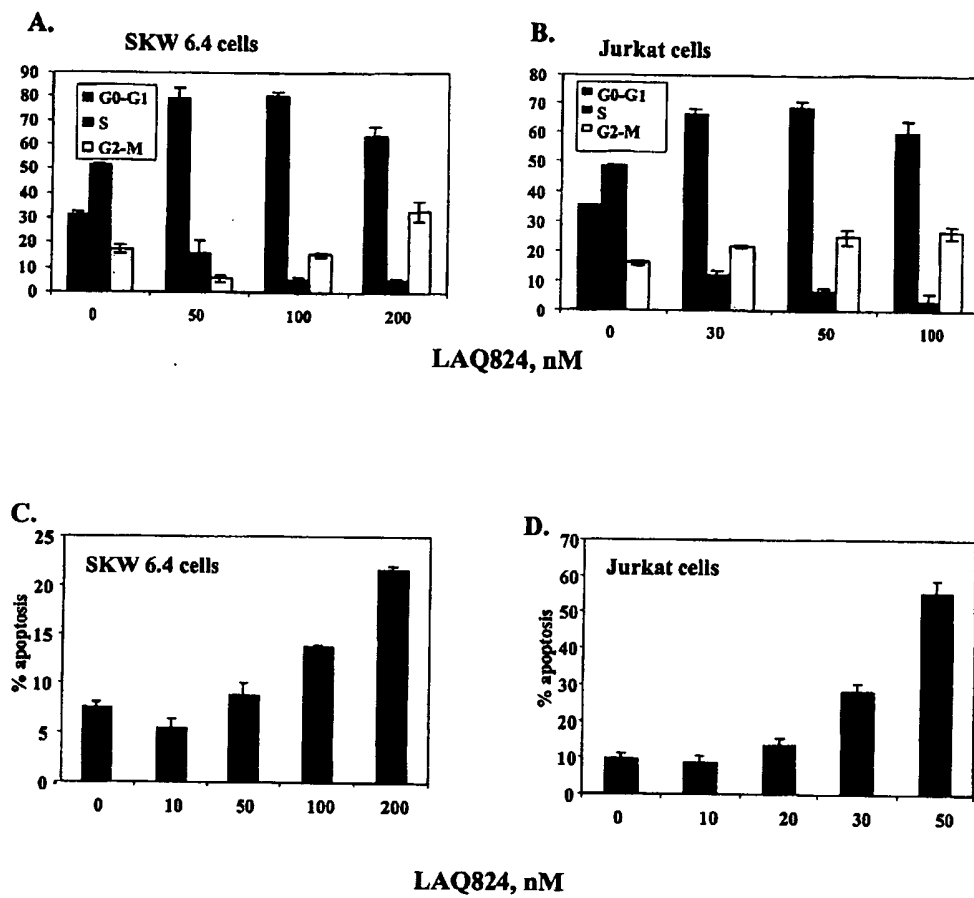 A.
SKW 6.4 cells
90
80
70
60
50
40
30
20
10
0
G0-G1
S
G2-M
0 50 100 200
B.
Jurkat cells
80
70
60
50
40
30
20
10
0
G0-G1
S
G2-M
0 30 50 100
LAQ824, nM
C.
% apoptosis
25
20
15
10
5
0
SKW 6.4 cells
0 10 50 100 200
D.
% apoptosis
70
60
50
40
30
20
10
0
Jurkat cells
0 10 20 30 50
LAQ824, nM